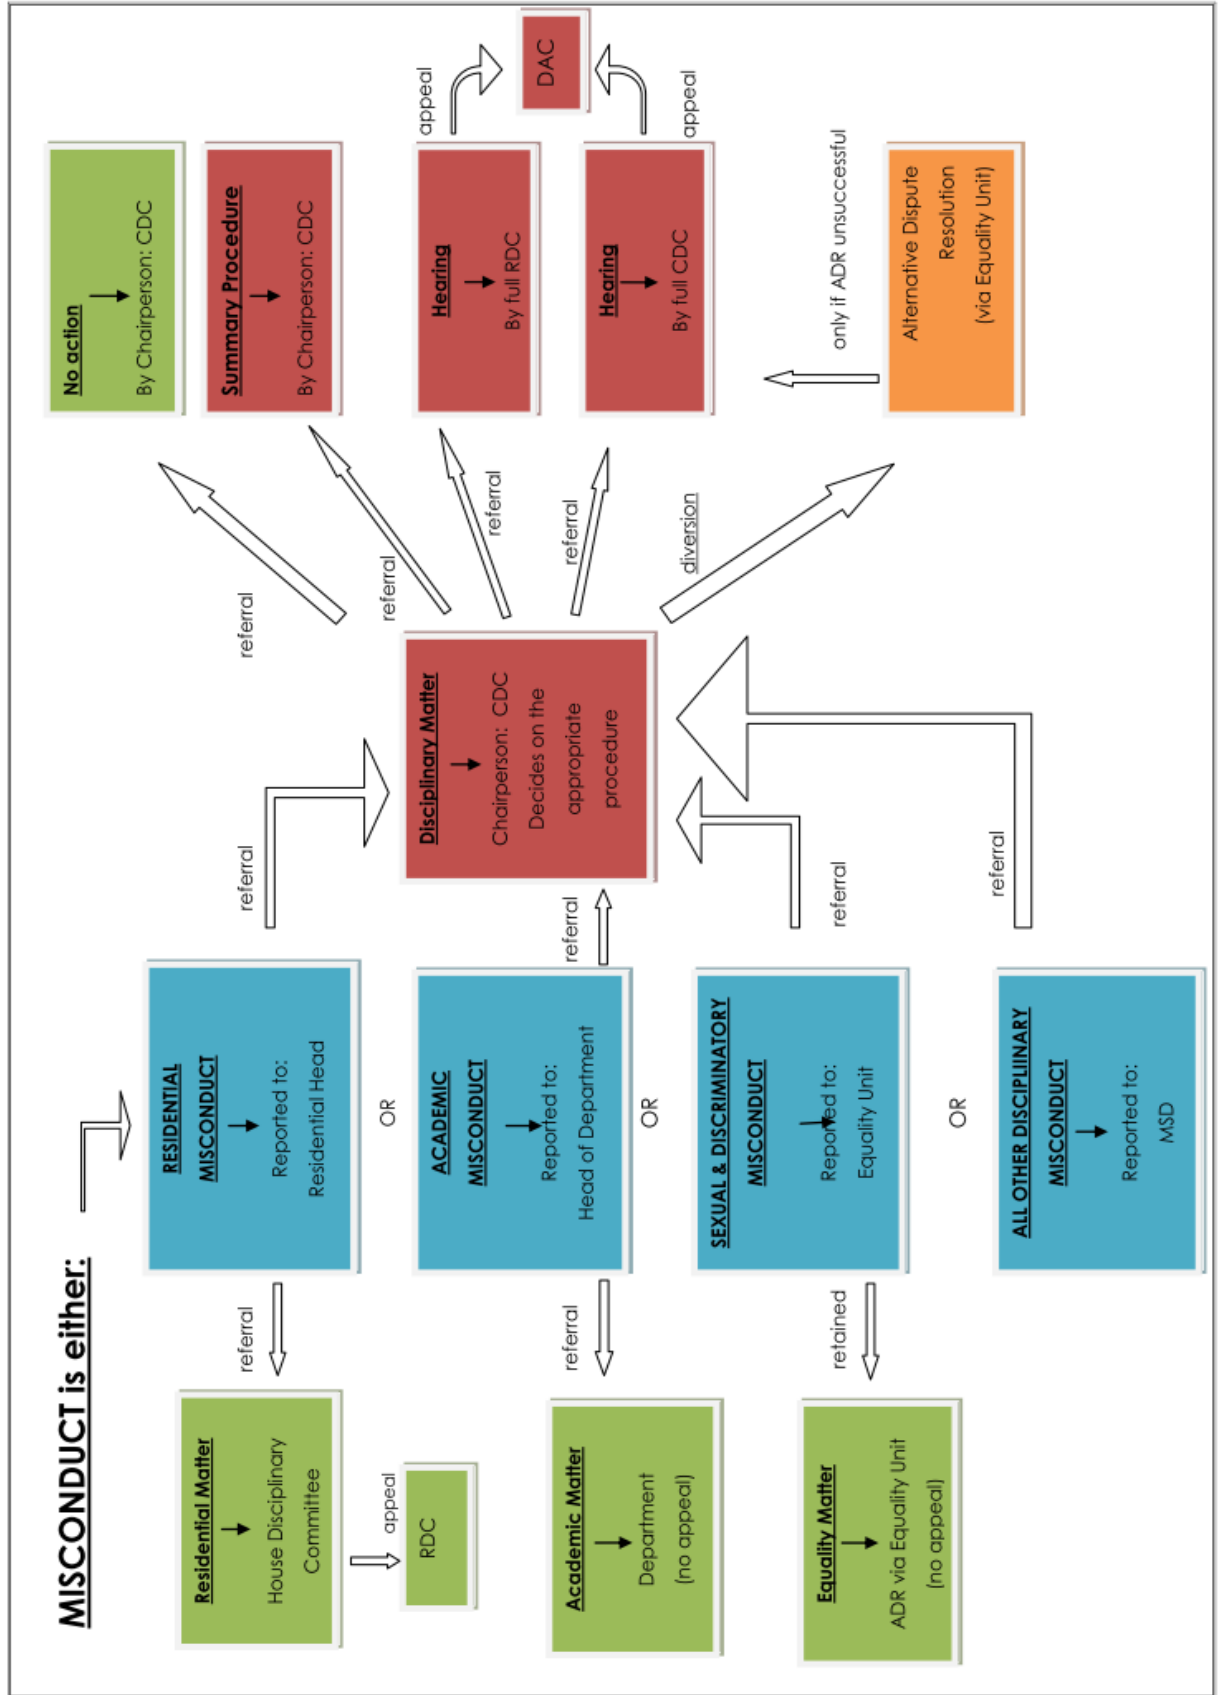 MISCONDUCT is either:
Residential Matter
House Disciplinary
Committee
appeal
RDC
referral
RESIDENTIAL
MISCONDUCT
Reported to:
Residential Head
referral
OR
Academic Matter
Department
(no appeal)
referral
ACADEMIC
MISCONDUCT
Reported to:
Head of Department
referral
OR
Equality Matter
ADR via Equality Unit
(no appeal)
retained
SEXUAL & DISCRIMINATORY
MISCONDUCT
Reported to:
Equality Unit
referral
OR
ALL OTHER DISCIPLIINARY
MISCONDUCT
Reported to:
MSD
referral
Disciplinary Matter
Chairperson: CDC
Decides on the
appropriate
procedure
referral
No action
By Chairperson: CDC
referral
Summary Procedure
By Chairperson: CDC
referral
Hearing
By full RDC
appeal
DAC
referral
Hearing
By full CDC
appeal
diversion
only if ADR unsuccessful
Alternative Dispute
Resolution
(via Equality Unit)